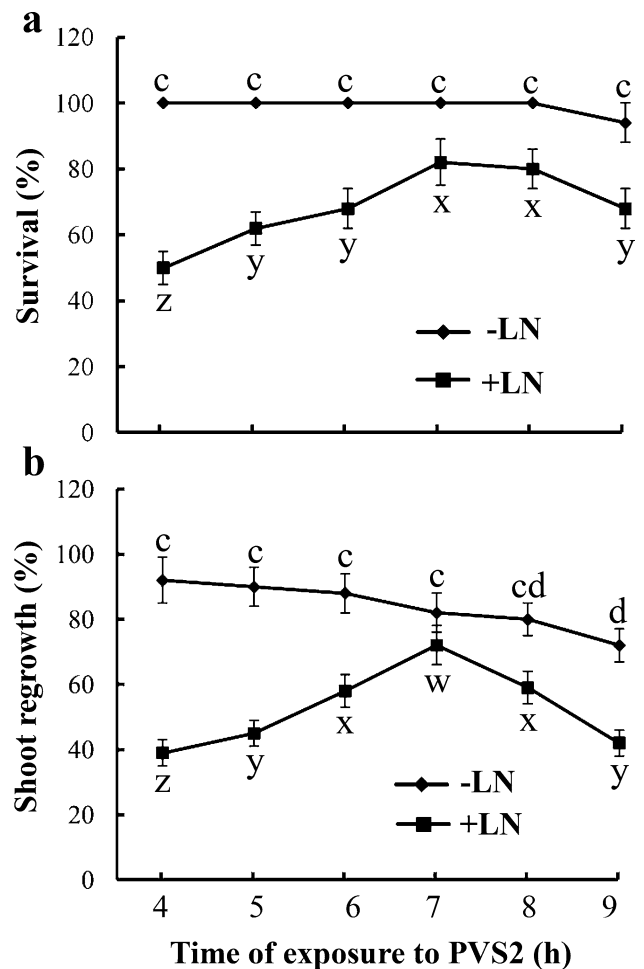 a
120
100
80
60
40
20
0
Survival (%)
c c c c c c
z y y x x y
-LN
+LN
b
120
100
80
60
40
20
0
Shoot regrowth (%)
c c c c cd d
z y x w x y
-LN
+LN
4 5 6 7 8 9
Time of exposure to PVS2 (h)